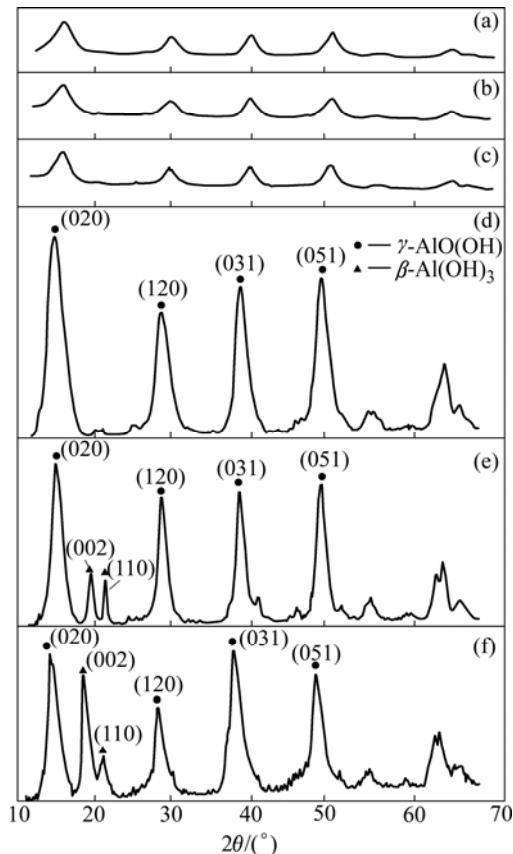 (a)
(b)
(c)
(d)
● (020)
(120)
(031)
(051)
● — γ-AlO(OH)
▲ — β-Al(OH)₃
(e)
(020)
(002)
(110)
(120)
(031)
(051)
(f)
(020)
(002)
(110)
(120)
(031)
(051)
10 20 30 40 50 60 70
2θ/(°)